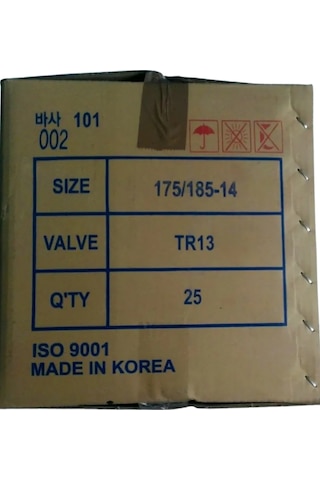 바사 101
002
SIZE 175/185-14
VALVE TR13
Q'TY 25
ISO 9001
MADE IN KOREA